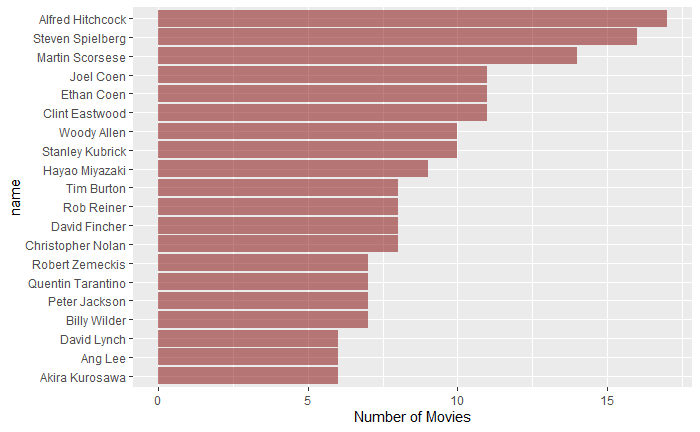 Alfred Hitchcock
Steven Spielberg
Martin Scorsese
Joel Coen
Ethan Coen
Clint Eastwood
Woody Allen
Stanley Kubrick
Hayao Miyazaki
Tim Burton
Rob Reiner
David Fincher
Christopher Nolan
Robert Zemeckis
Quentin Tarantino
Peter Jackson
Billy Wilder
David Lynch
Ang Lee
Akira Kurosawa
name
0 5 10 15
Number of Movies